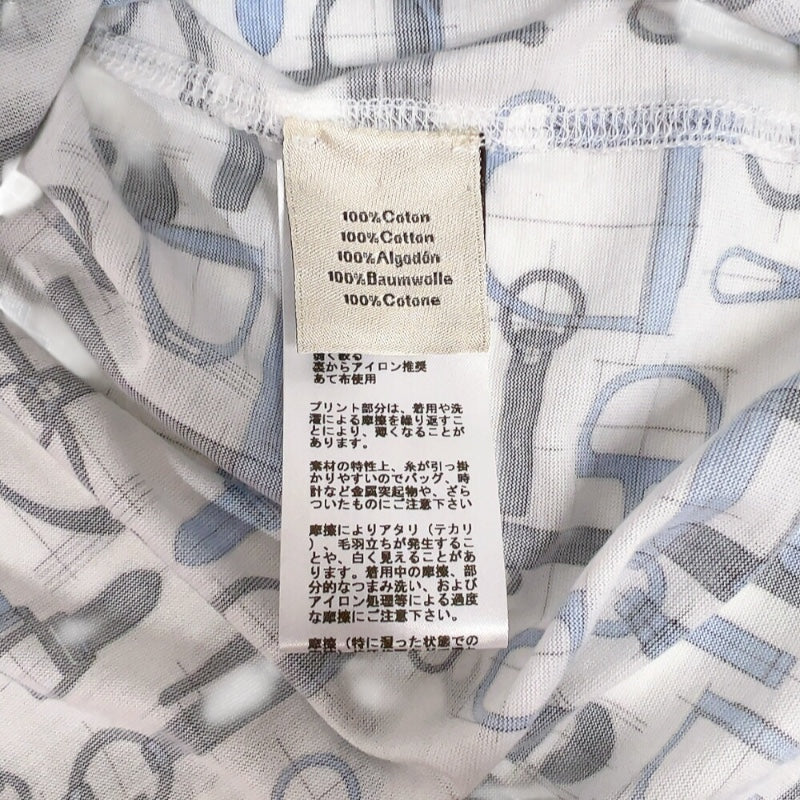 100%Coton
100%Cotton
100%Algodón
100%Baumwolle
100%Cotone
弱く絞る
裏からアイロン推奨
あて布使用
プリント部分は、着用や洗
濯による摩擦を繰り返すこ
とにより、薄くなることが
あります。
素材の特性上、糸が引っ掛
かりやすいのでバッグ、時
計など金属突起物や、ざら
ついたものにご注意下さい
摩擦によりアタリ（テカリ
）、毛羽立ちが発生するこ
とや、白く見えることがあ
ります。着用中の摩擦、部
分的なつまみ洗い、および
アイロン処理等による過度
な摩擦にご注意下さい。
摩擦（特に湿った状態での